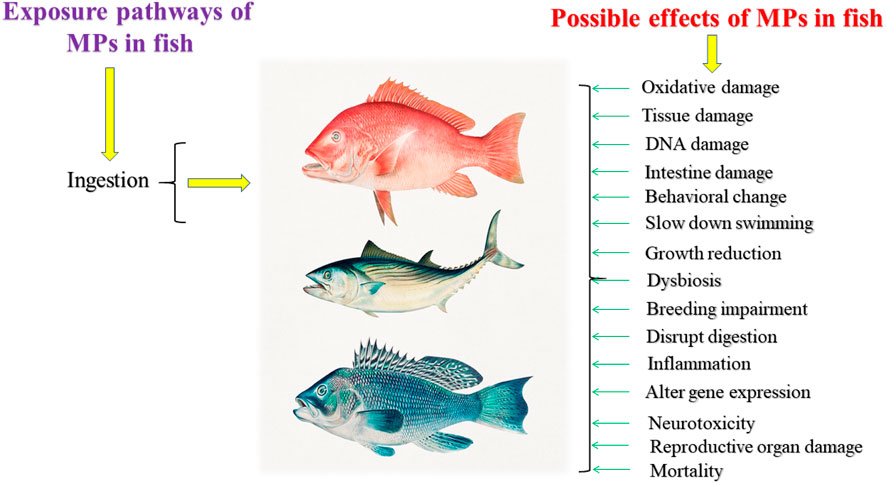 Exposure pathways of
MPs in fish
Ingestion
Possible effects of MPs in fish
Oxidative damage
Tissue damage
DNA damage
Intestine damage
Behavioral change
Slow down swimming
Growth reduction
Dysbiosis
Breeding impairment
Disrupt digestion
Inflammation
Alter gene expression
Neurotoxicity
Reproductive organ damage
Mortality